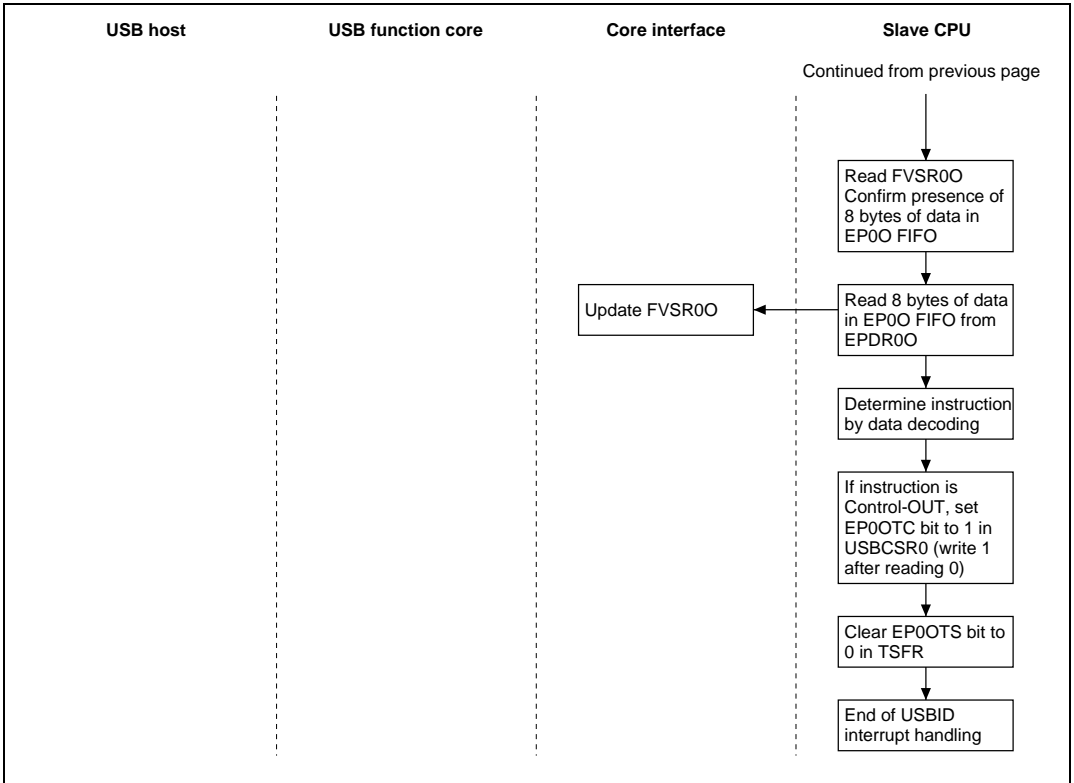 USB host
USB function core
Core interface
Slave CPU
Continued from previous page
Read FVSR0O
Confirm presence of
8 bytes of data in
EP0O FIFO
Update FVSR0O
Read 8 bytes of data
in EP0O FIFO from
EPDR0O
Determine instruction
by data decoding
If instruction is
Control-OUT, set
EP0OTC bit to 1 in
USBCSR0 (write 1
after reading 0)
Clear EP0OTS bit to
0 in TSFR
End of USBID
interrupt handling